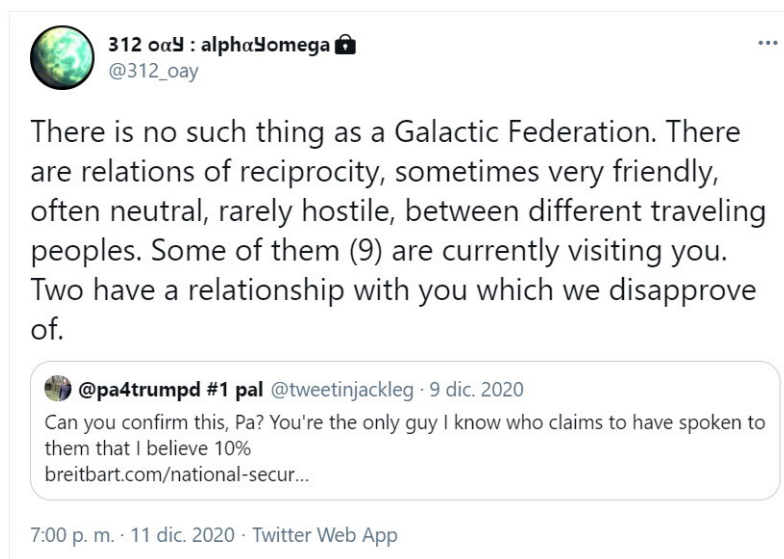 312 oαყ : alphαყomega
@312_oay
There is no such thing as a Galactic Federation. There
are relations of reciprocity, sometimes very friendly,
often neutral, rarely hostile, between different traveling
peoples. Some of them (9) are currently visiting you.
Two have a relationship with you which we disapprove
of.
@pa4trumpd #1 pal @tweetinjackleg · 9 dic. 2020
Can you confirm this, Pa? You're the only guy I know who claims to have spoken to
them that I believe 10%
breitbart.com/national-secur...
7:00 p. m. · 11 dic. 2020 · Twitter Web App